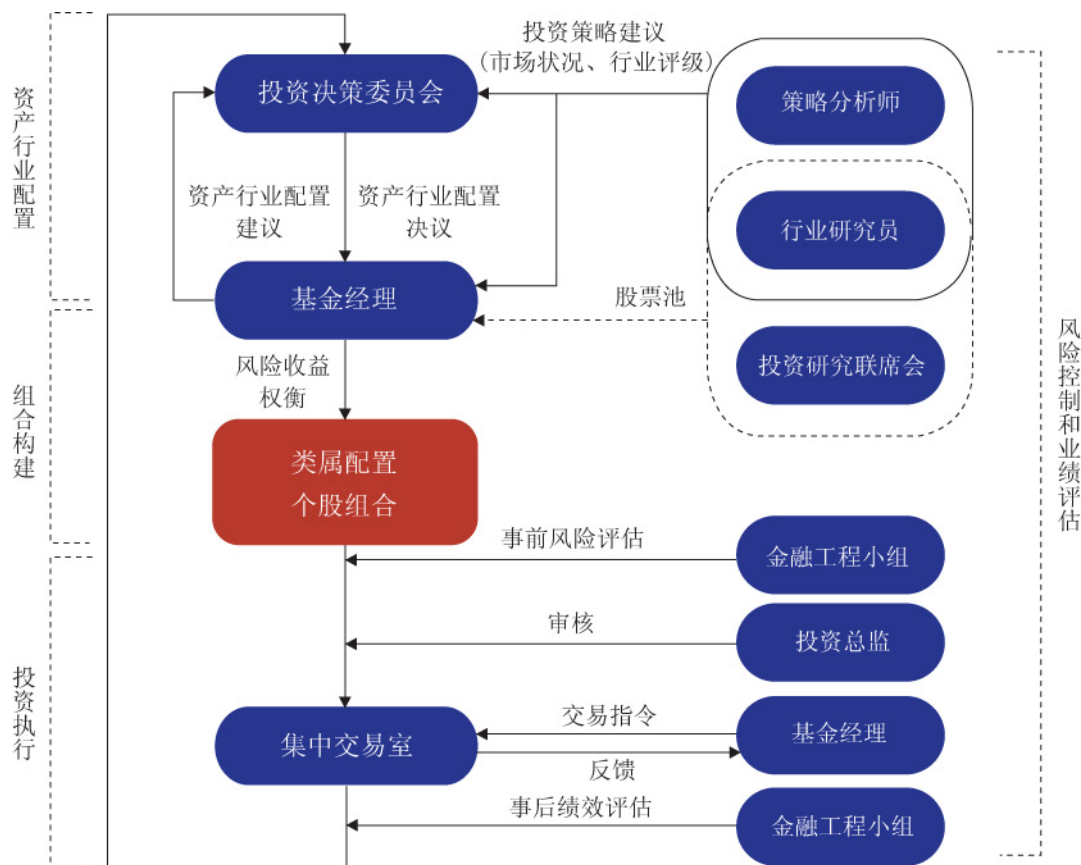 投资策略建议
(市场状况、行业评级)
投资决策委员会
策略分析师
资产行业配置
资产行业配置
建议
资产行业配置
决议
行业研究员
基金经理
股票池
投资研究联席会
风险收益
权衡
组合构建
类属配置
个股组合
风险控制和业绩评估
事前风险评估
金融工程小组
审核
投资总监
投资执行
集中交易室
交易指令
反馈
基金经理
事后绩效评估
金融工程小组